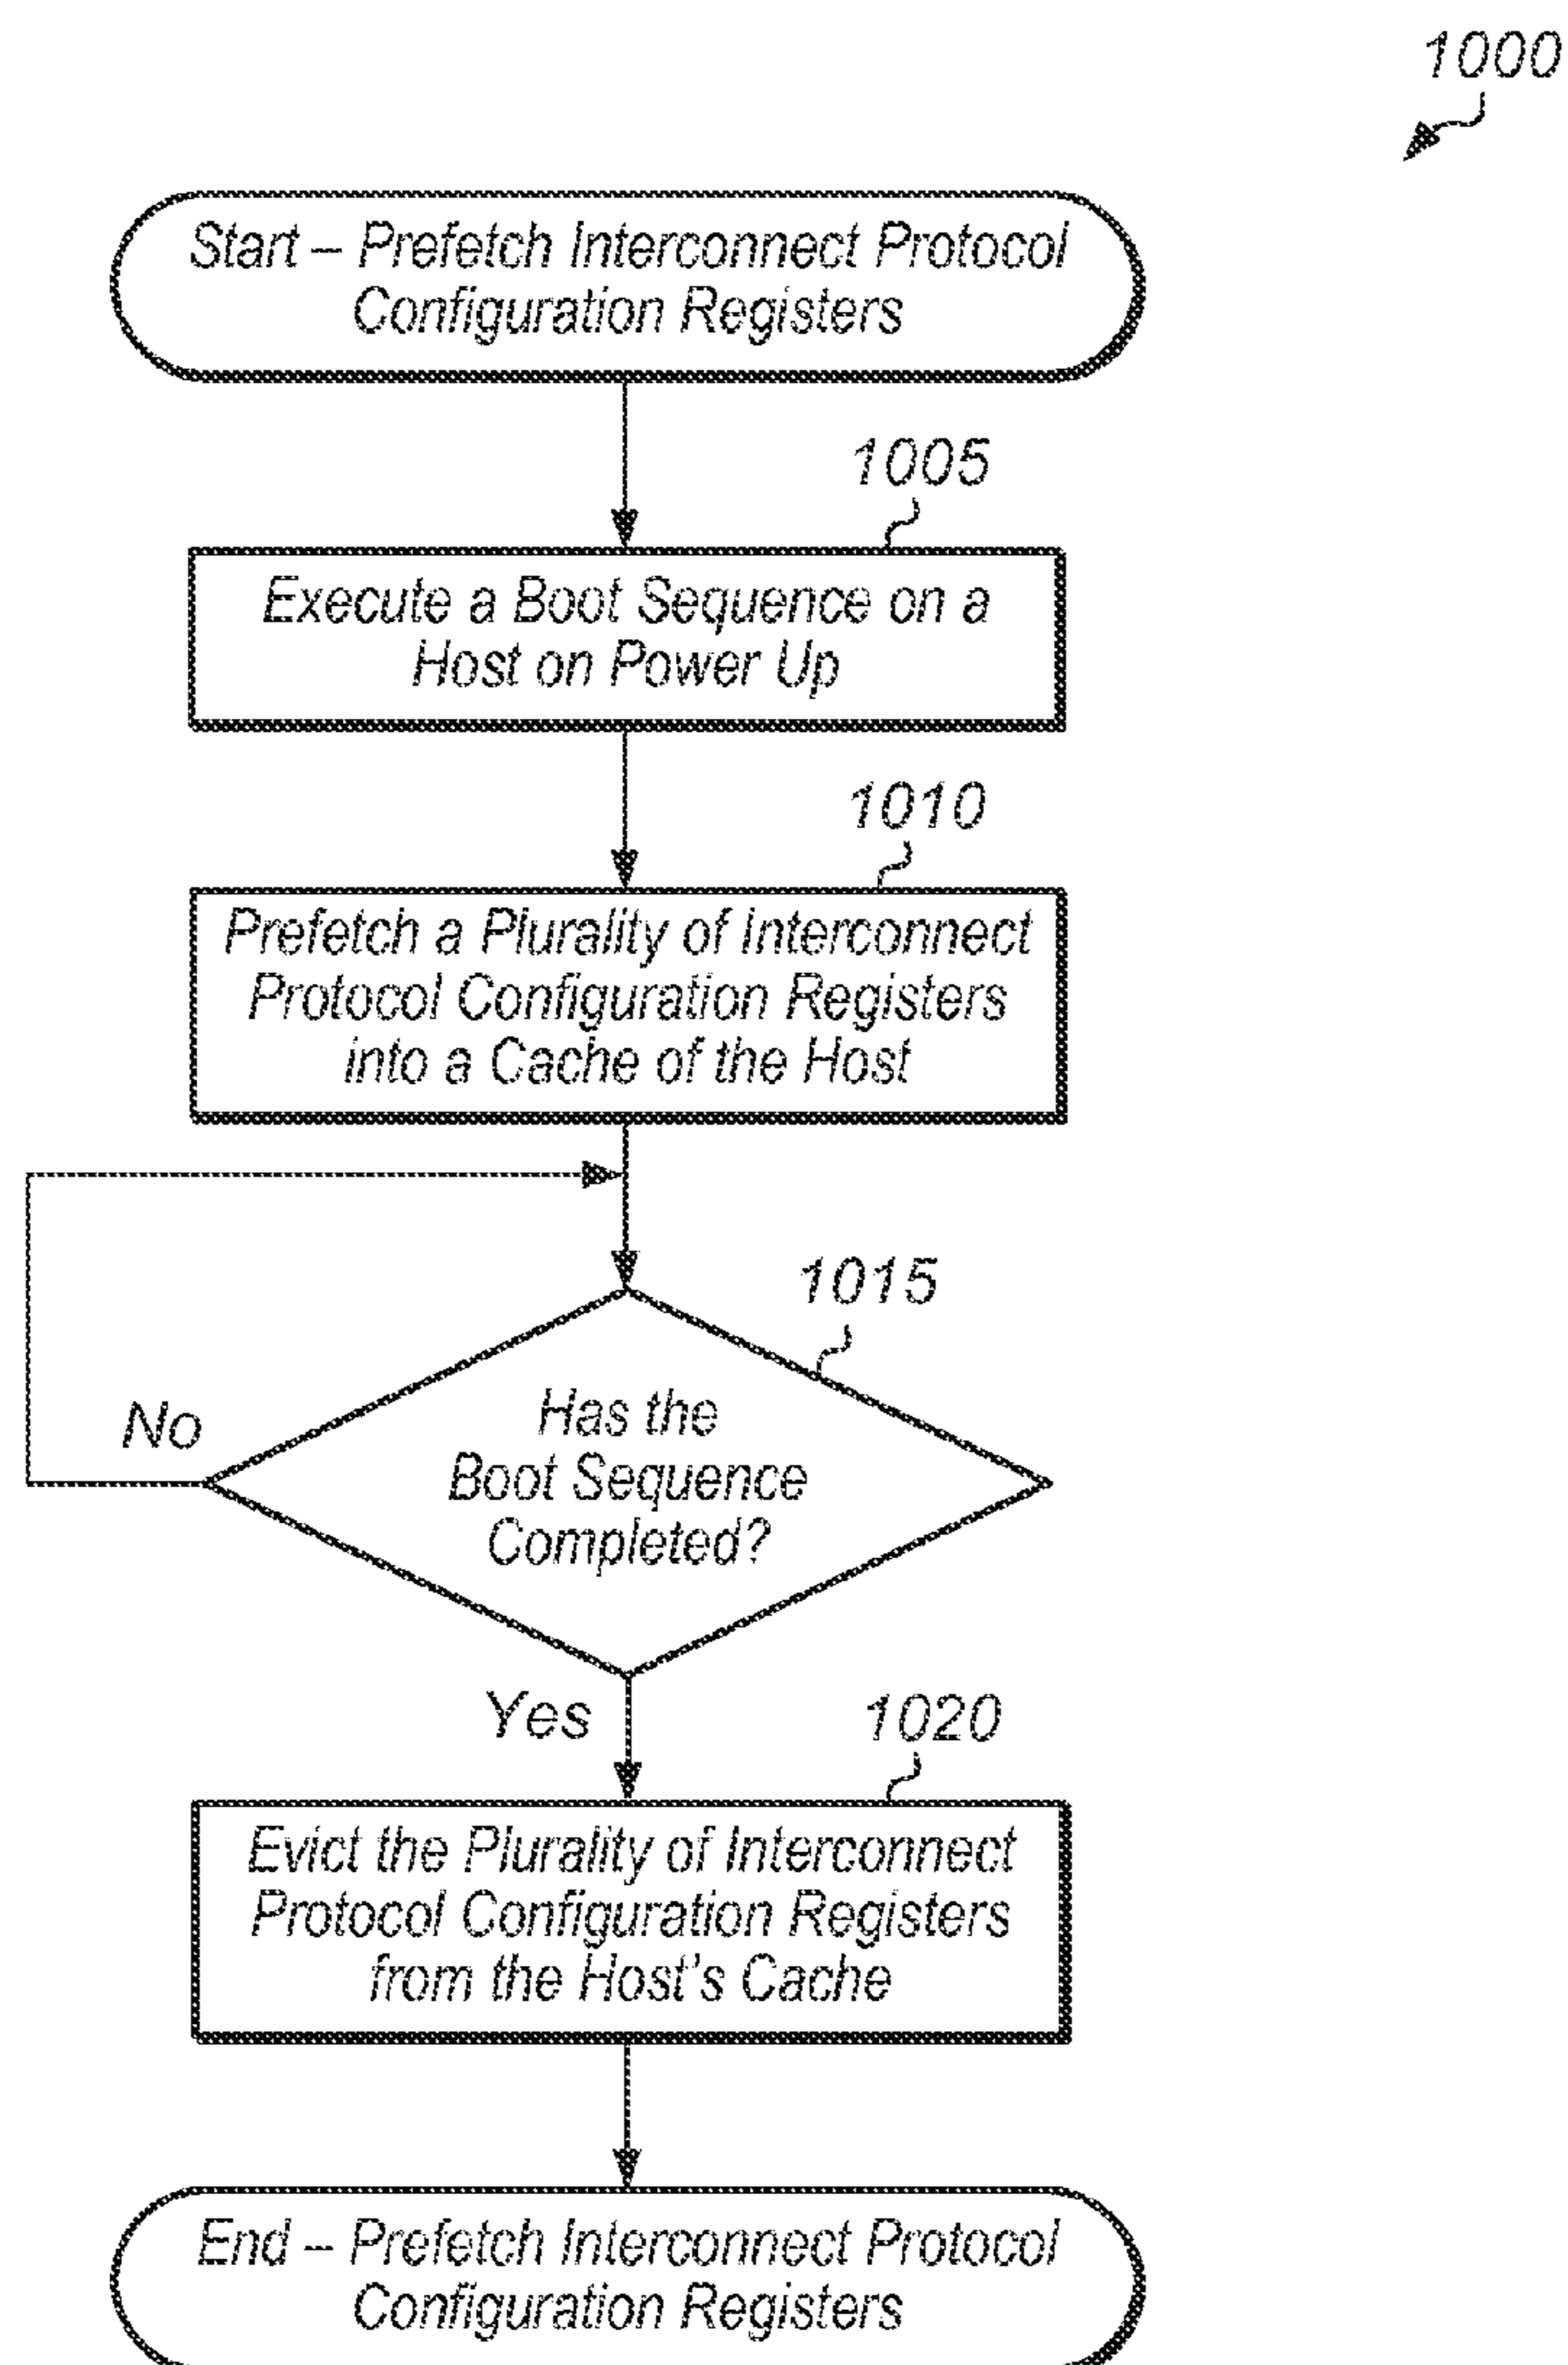 1000
Start – Prefetch Interconnect Protocol
Configuration Registers
1005
Execute a Boot Sequence on a
Host on Power Up
1010
Prefetch a Plurality of Interconnect
Protocol Configuration Registers
into a Cache of the Host
1015
Has the
Boot Sequence
Completed?
No
Yes
1020
Evict the Plurality of Interconnect
Protocol Configuration Registers
from the Host's Cache
End – Prefetch Interconnect Protocol
Configuration Registers